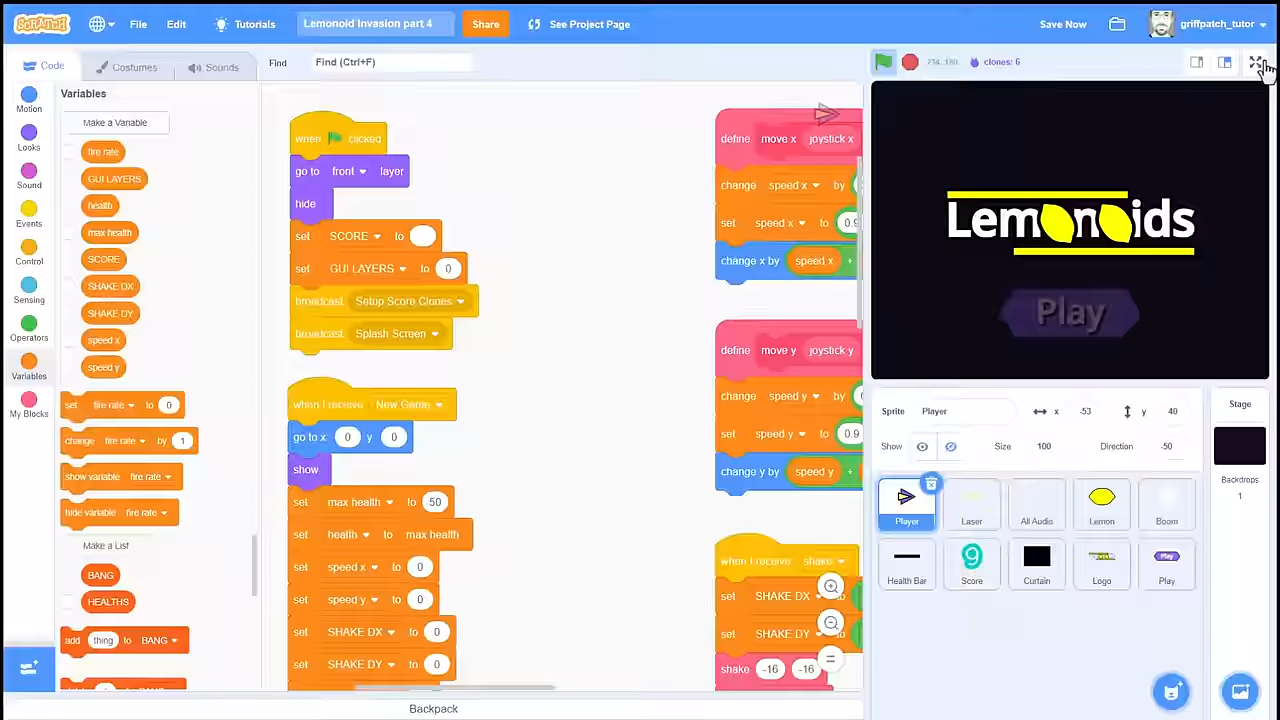 SCRATCH File Edit Tutorials Lemonoid Invasion part 4 Share See Project Page Save Now griffpatch_tutor
Code Costumes Sounds Find Find (Ctrl+F) clones: 6
Motion
Looks
Sound
Events
Control
Sensing
Operators
Variables
My Blocks
Variables
Make a Variable
fire rate
GUI LAYERS
health
max health
SCORE
SHAKE DX
SHAKE DY
speed x
speed y
set fire rate to 0
change fire rate by 1
show variable fire rate
hide variable fire rate
Make a List
BANG
HEALTHS
add thing to BANG
when clicked
go to front layer
hide
set SCORE to
set GUI LAYERS to 0
broadcast Setup Score Clones
broadcast Splash Screen
when I receive New Game
go to x 0 y 0
show
set max health to 50
set health to max health
set speed x to 0
set speed y to 0
set SHAKE DX to 0
set SHAKE DY to 0
define move x joystick x
change speed x by
set speed x to 0.9
change x by speed x +
define move y joystick y
change speed y by
set speed y to 0.9
change y by speed y +
when I receive shake
set SHAKE DX
set SHAKE DY to
shake -16 -16
Lemonoids
Play
Sprite Player x -53 y 40
Show Size 100 Direction -50
Player Laser All Audio Lemon Boom
Health Bar Score Curtain Logo Play
Stage
Backdrops
1
Backpack